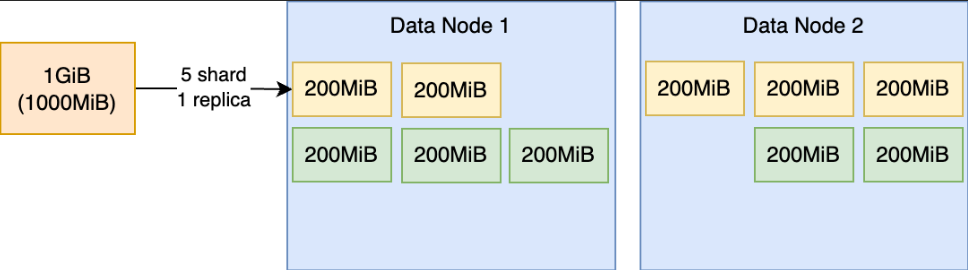 Data Node 1
Data Node 2
1GiB
(1000MiB)
5 shard
1 replica
200MiB 200MiB
200MiB 200MiB 200MiB
200MiB 200MiB 200MiB
200MiB 200MiB